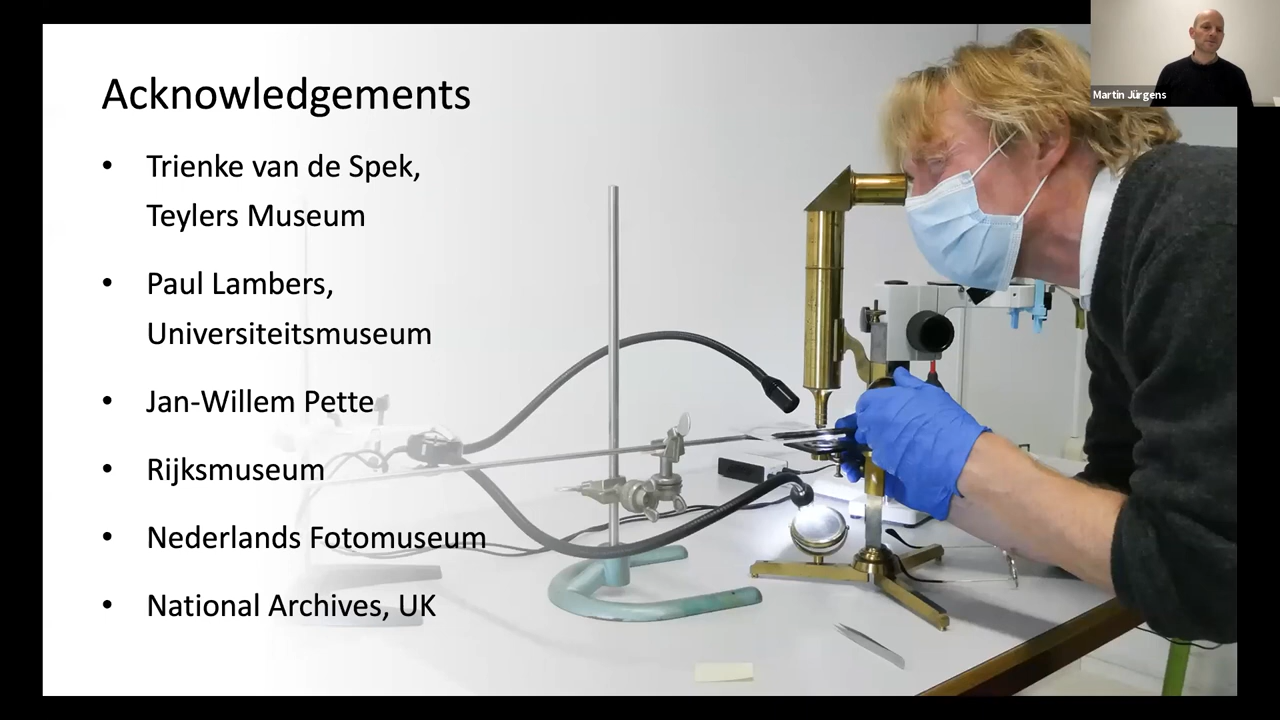 Acknowledgements
• Trienke van de Spek,
Teylers Museum
• Paul Lambers,
Universiteitsmuseum
• Jan-Willem Pette
• Rijksmuseum
• Nederlands Fotomuseum
• National Archives, UK
Martin Jürgens